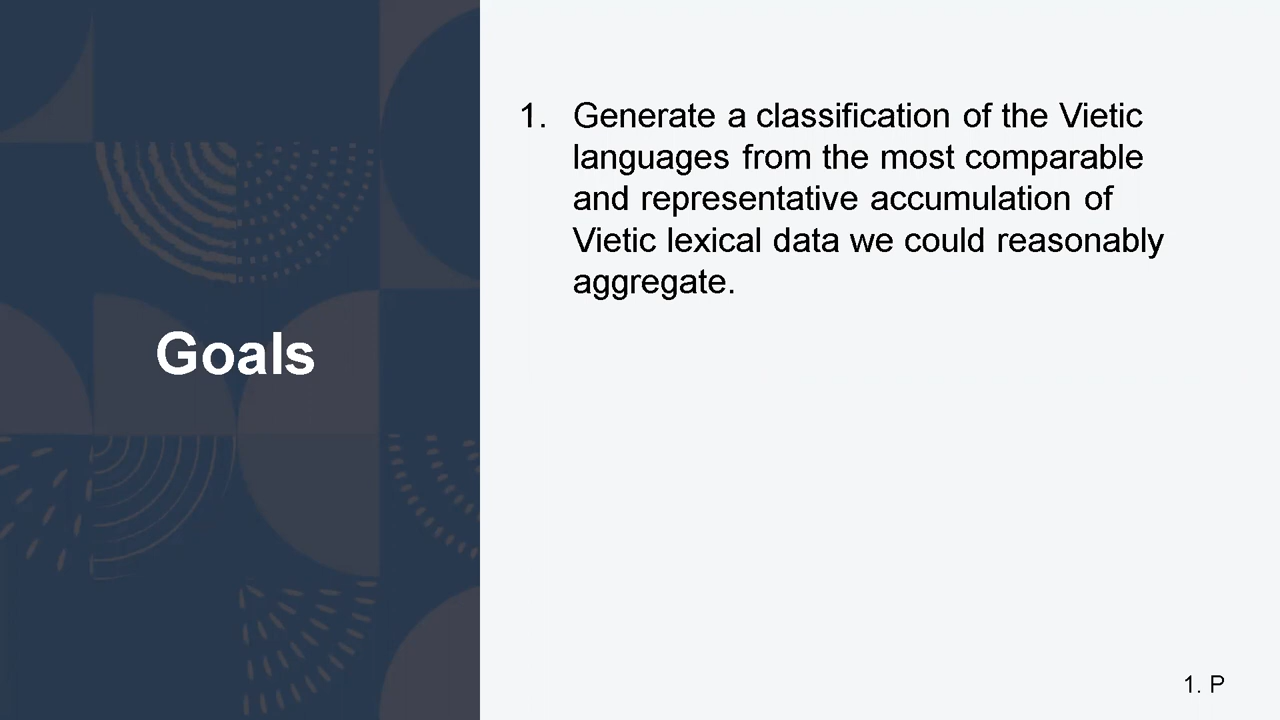 Goals
1. Generate a classification of the Vietic
languages from the most comparable
and representative accumulation of
Vietic lexical data we could reasonably
aggregate.
1. P